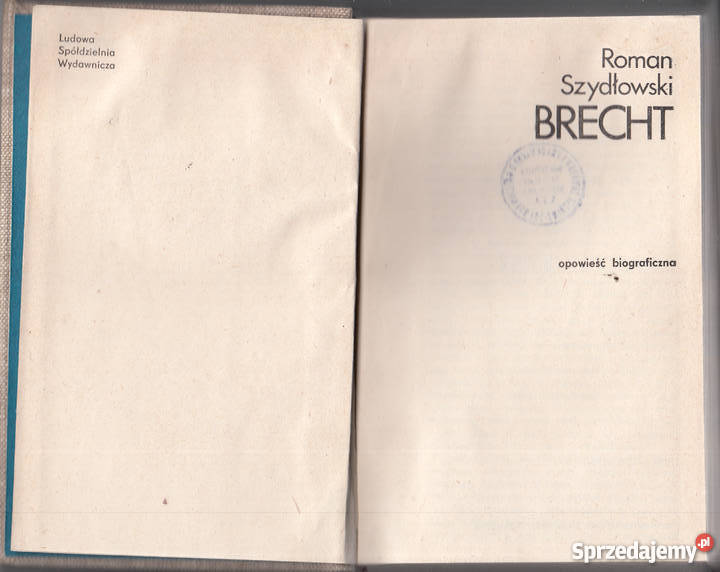 Ludowa
Spółdzielnia
Wydawnicza
Roman
Szydłowski
BRECHT
opowieść biograficzna
Sprzedajemy.pl